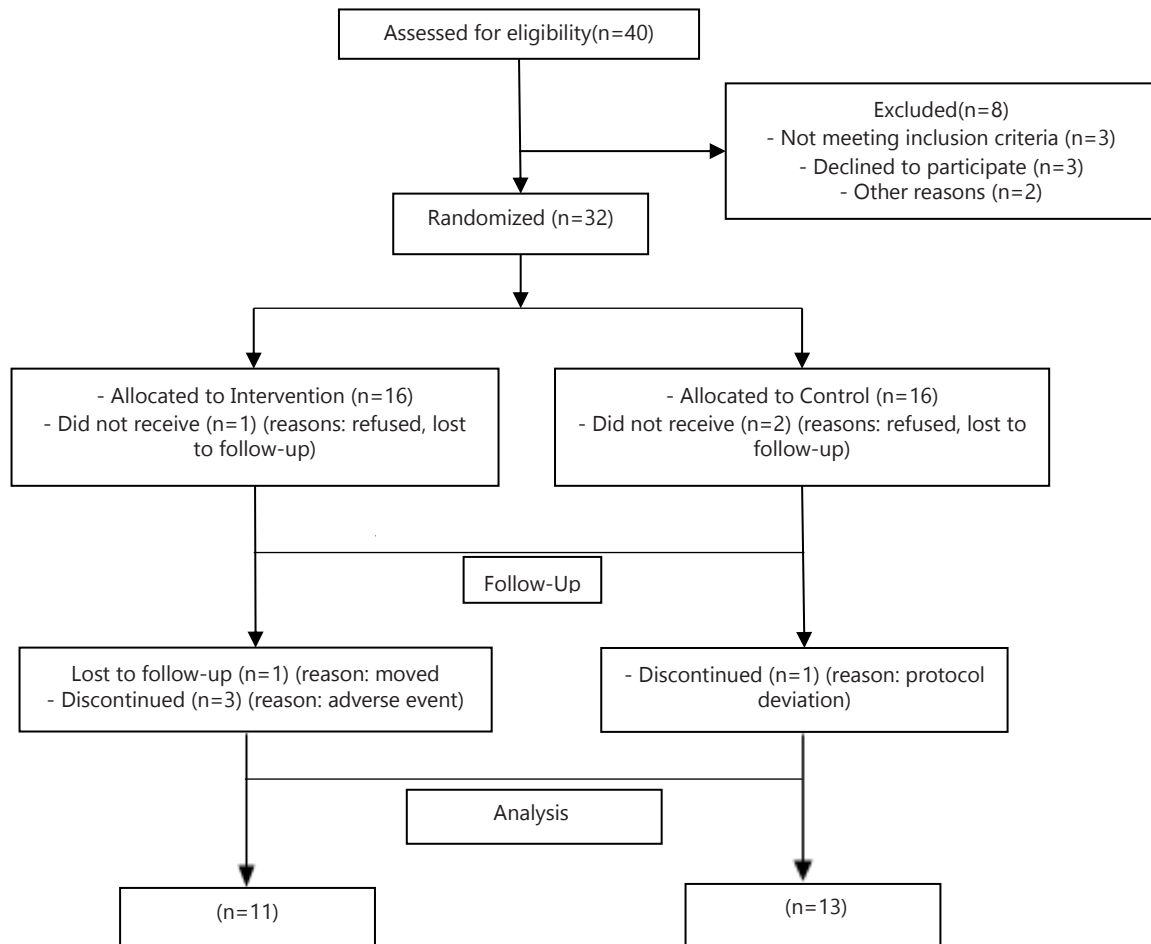 Assessed for eligibility(n=40)
Excluded(n=8)
- Not meeting inclusion criteria (n=3)
- Declined to participate (n=3)
- Other reasons (n=2)
Randomized (n=32)
- Allocated to Intervention (n=16)
- Did not receive (n=1) (reasons: refused, lost
to follow-up)
- Allocated to Control (n=16)
- Did not receive (n=2) (reasons: refused, lost to
follow-up)
Follow-Up
Lost to follow-up (n=1) (reason: moved
- Discontinued (n=3) (reason: adverse event)
- Discontinued (n=1) (reason: protocol
deviation)
Analysis
(n=11)
(n=13)